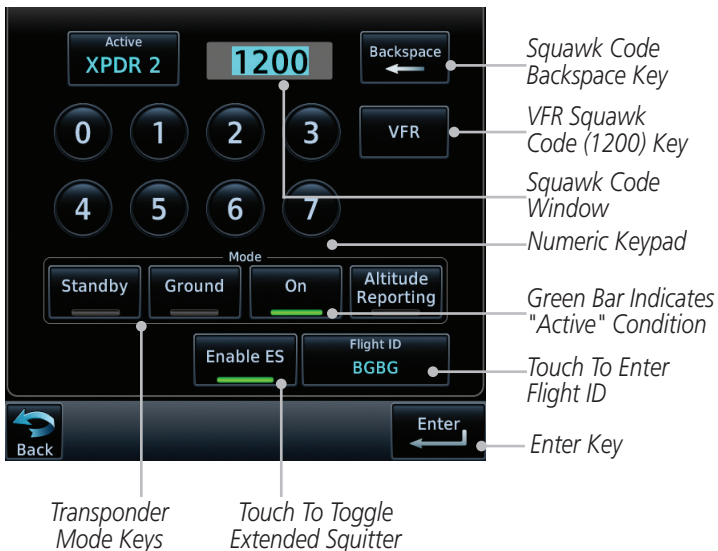 Active
XPDR 2
1200
Backspace
Squawk Code
Backspace Key
0 1 2 3
VFR
VFR Squawk
Code (1200) Key
4 5 6 7
Squawk Code
Window
Numeric Keypad
Mode
Standby
Ground
On
Altitude
Reporting
Green Bar Indicates
"Active" Condition
Enable ES
Flight ID
BGBG
Touch To Enter
Flight ID
Back
Enter
Enter Key
Transponder
Mode Keys
Touch To Toggle
Extended Squitter